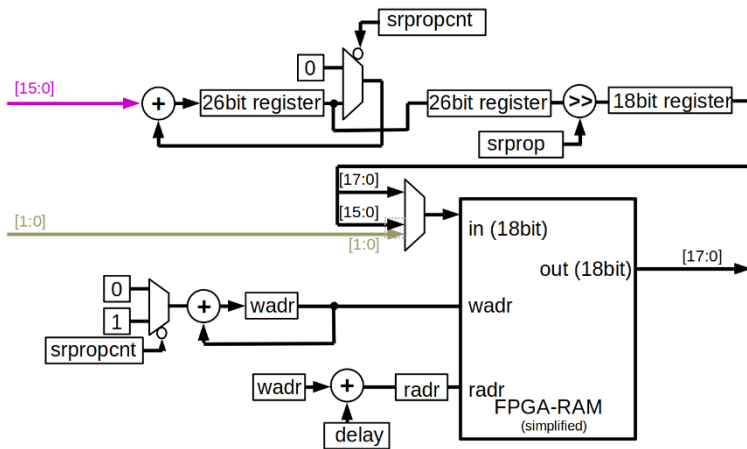 srpropcnt
0
[15:0]
+
26bit register
26bit register
>>
18bit register
srprop
[17:0]
[15:0]
[1:0]
[1:0]
in (18bit)
out (18bit)
[17:0]
0
1
+
wadr
wadr
srpropcnt
wadr
+
radr
radr
FPGA-RAM
(simplified)
delay